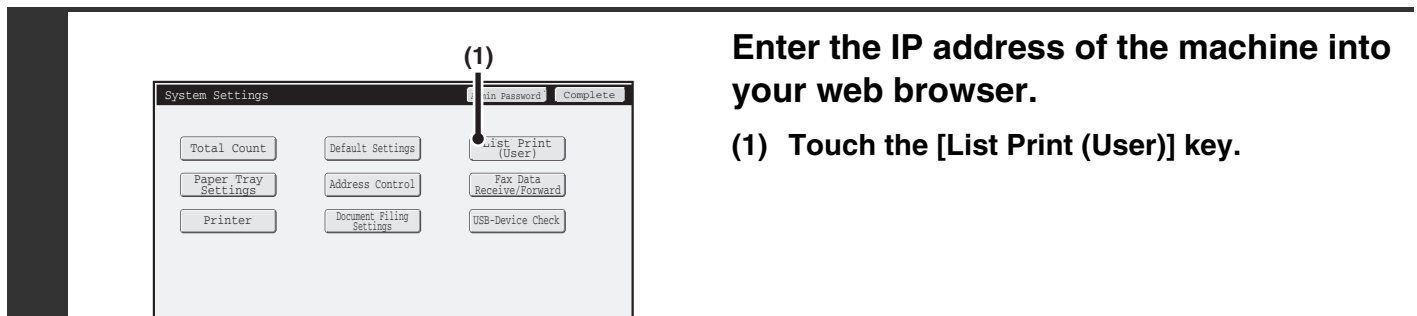 (1)
System Settings
Admin Password Complete
Total Count Default Settings List Print
(User)
Paper Tray
Settings
Address Control
Fax Data
Receive/Forward
Printer
Document Filing
Settings
USB-Device Check
Enter the IP address of the machine into
your web browser.
(1) Touch the [List Print (User)] key.